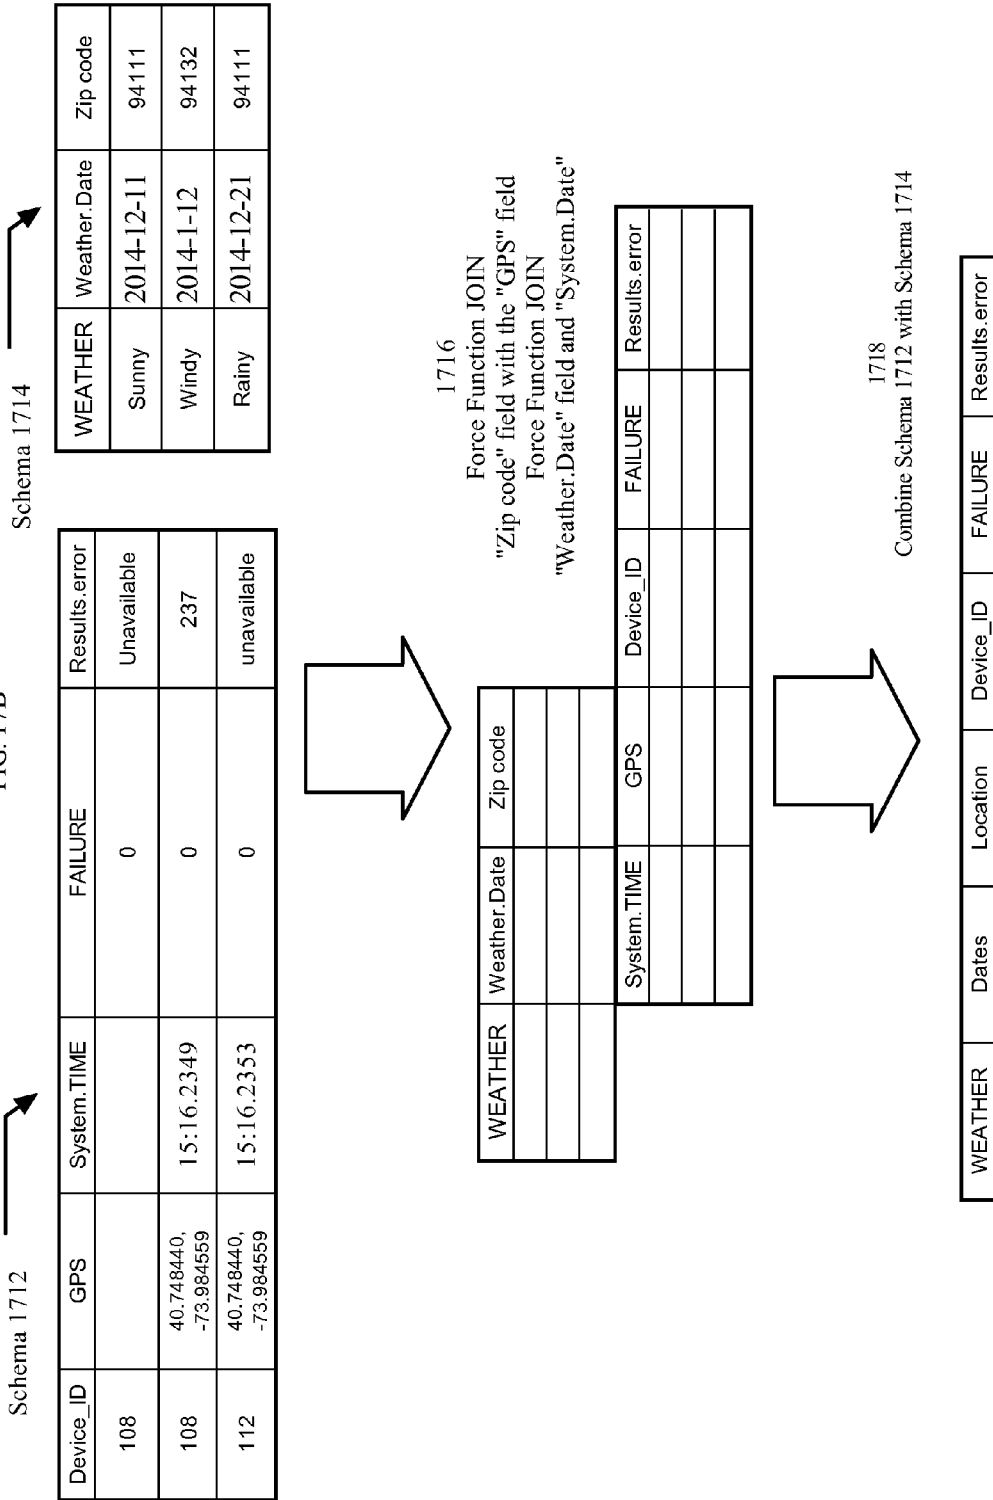 FIG. 17B
Schema 1712
Device_ID GPS System.TIME FAILURE Results.error
108 0 Unavailable
108 40.748440, -73.984559 15:16.2349 0 237
112 40.748440, -73.984559 15:16.2353 0 unavailable
Schema 1714
WEATHER Weather.Date Zip code
Sunny 2014-12-11 94111
Windy 2014-1-12 94132
Rainy 2014-12-21 94111
1716
Force Function JOIN
"Zip code" field with the "GPS" field
Force Function JOIN
"Weather.Date" field and "System.Date"
WEATHER Weather.Date Zip code
System.TIME GPS Device_ID FAILURE Results.error
1718
Combine Schema 1712 with Schema 1714
WEATHER Dates Location Device_ID FAILURE Results.error